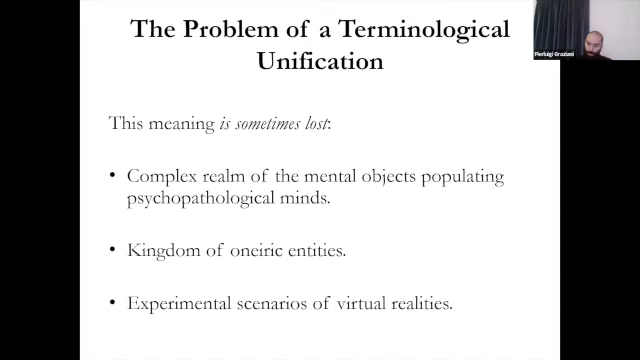 The Problem of a Terminological
Unification
Pierluigi Graziani
This meaning is sometimes lost:
• Complex realm of the mental objects populating
psychopathological minds.
• Kingdom of oneiric entities.
• Experimental scenarios of virtual realities.